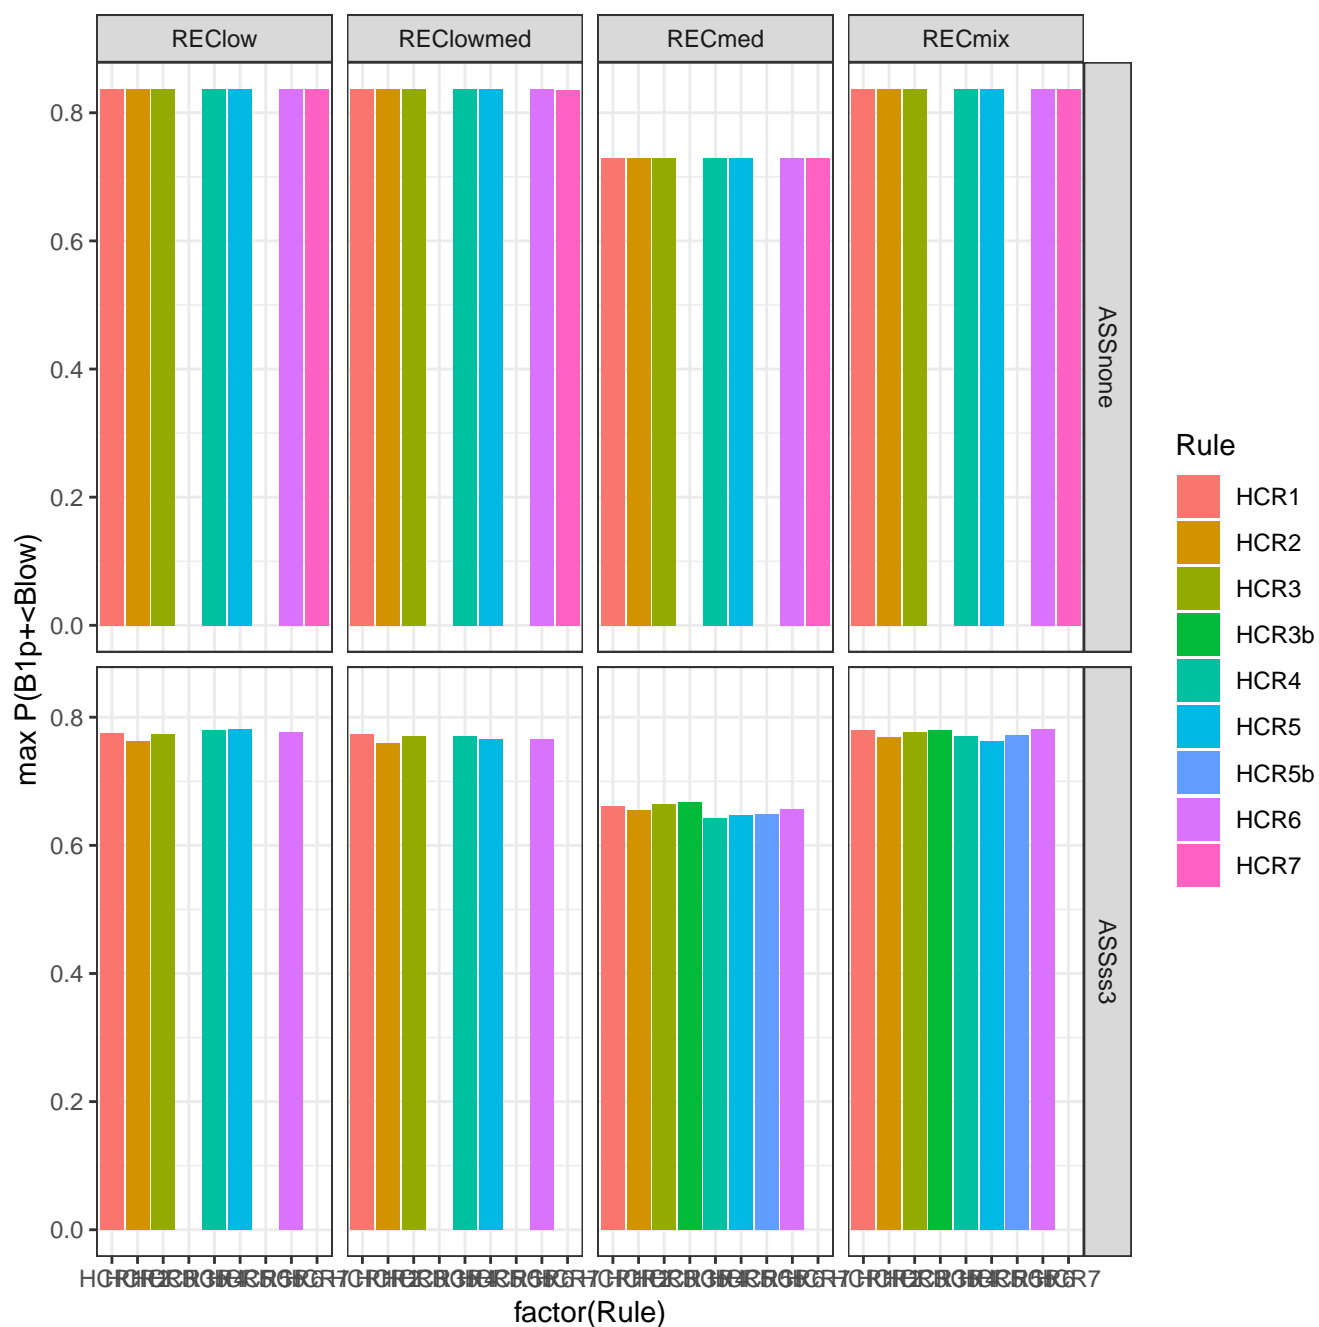 REClow
REClowmed
RECmed
RECmix
0.8
0.6
0.4
0.2
0.0
ASSnone
0.8
0.6
0.4
0.2
0.0
ASSss3
max P(B1p+<Blow)
factor(Rule)
Rule
HCR1
HCR2
HCR3
HCR3b
HCR4
HCR5
HCR5b
HCR6
HCR7